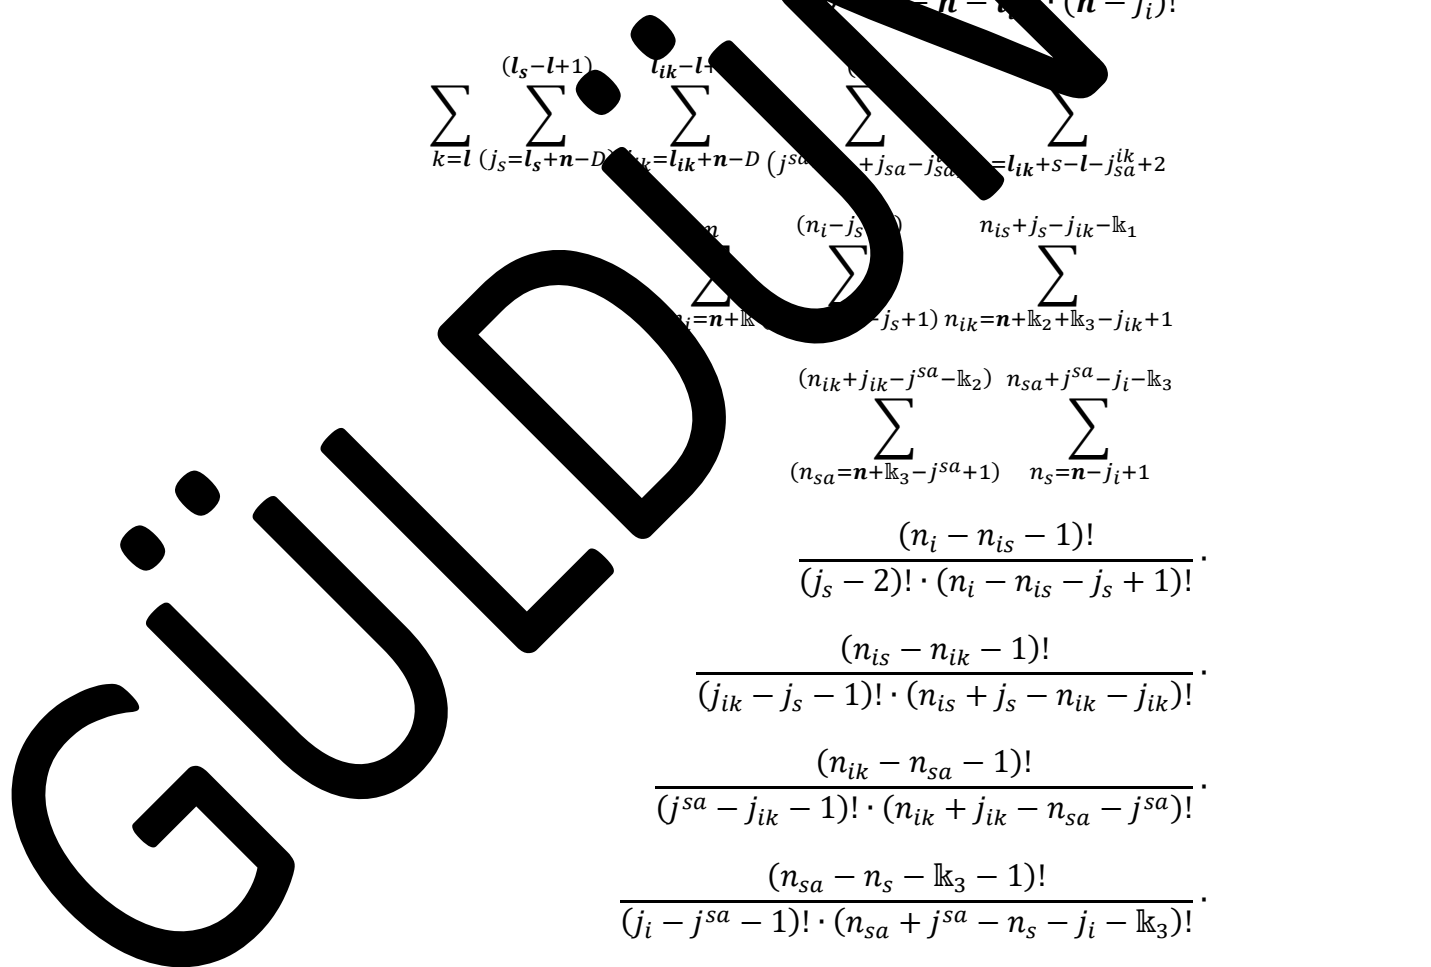 − n − l · (n − j_i)!
(l_s−l+1) l_ik−l+
∑ ∑ ∑ ∑ ∑
k=l (j_s=l_s+n−D) =l_ik+n−D (j^sa +j_sa−j =l_ik+s−l−j_sa^ik+2
n (n_i−j_s ) n_is+j_s−j_ik−𝕜_1
∑ ∑ ∑
n_i=n+𝕜 −j_s+1) n_ik=n+𝕜_2+𝕜_3−j_ik+1
(n_ik+j_ik−j^sa−𝕜_2) n_sa+j^sa−j_i−𝕜_3
∑ ∑
(n_sa=n+𝕜_3−j^sa+1) n_s=n−j_i+1
(n_i − n_is − 1)!
(j_s − 2)! · (n_i − n_is − j_s + 1)! ·
(n_is − n_ik − 1)!
(j_ik − j_s − 1)! · (n_is + j_s − n_ik − j_ik)! ·
(n_ik − n_sa − 1)!
(j^sa − j_ik − 1)! · (n_ik + j_ik − n_sa − j^sa)! ·
(n_sa − n_s − 𝕜_3 − 1)!
(j_i − j^sa − 1)! · (n_sa + j^sa − n_s − j_i − 𝕜_3)! ·
GÜLDÜN